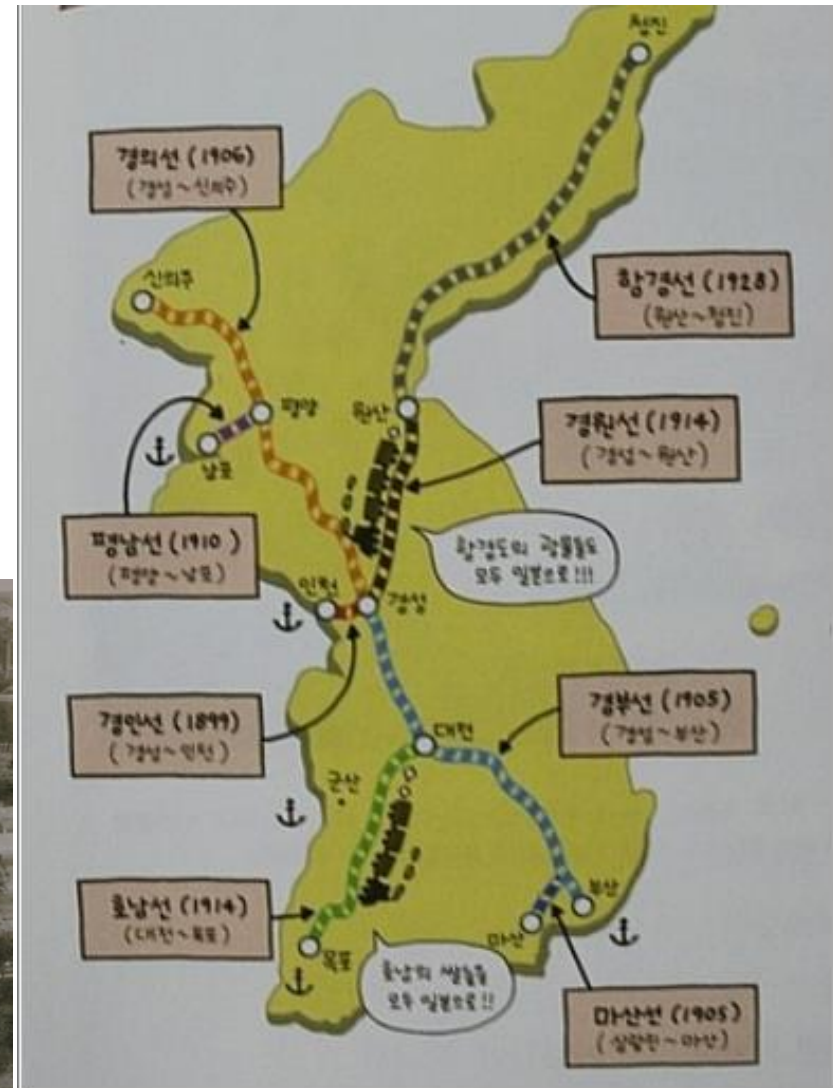 청진
경의선 (1906)
(경성~신의주)
신의주
함경선 (1928)
(원산~청진)
평양
원산
남포
경원선 (1914)
(경성~원산)
평남선 (1910)
(평양~남포)
함경도의 광물들도
모두 일본으로!!!
인천
경성
경인선 (1899)
(경성~인천)
대전
경부선 (1905)
(경성~부산)
군산
호남선 (1914)
(대전~목포)
부산
마산
목포
호남의 쌀들을
모두 일본으로!!
마산선 (1905)
(삼랑진~마산)